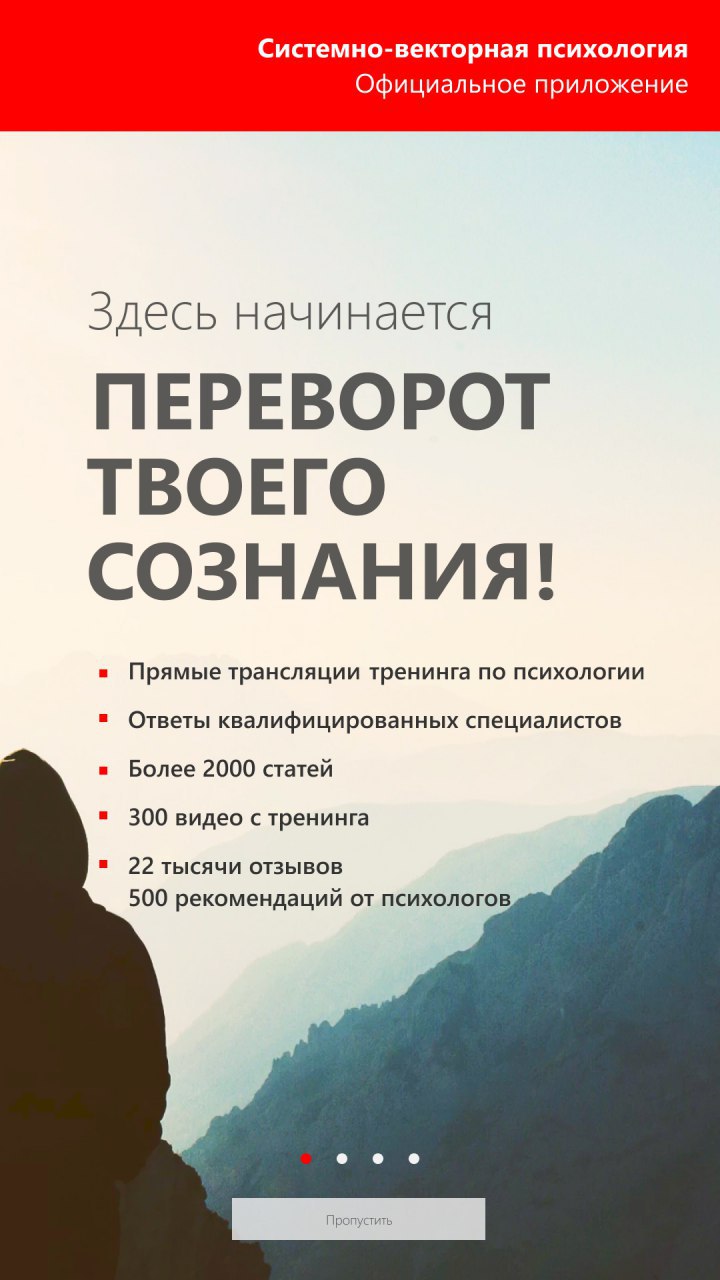 Системно-векторная психология
Официальное приложение
Здесь начинается
ПЕРЕВОРОТ
ТВОЕГО
СОЗНАНИЯ!
Прямые трансляции тренинга по психологии
Ответы квалифицированных специалистов
Более 2000 статей
300 видео с тренинга
22 тысячи отзывов
500 рекомендаций от психологов
Пропустить